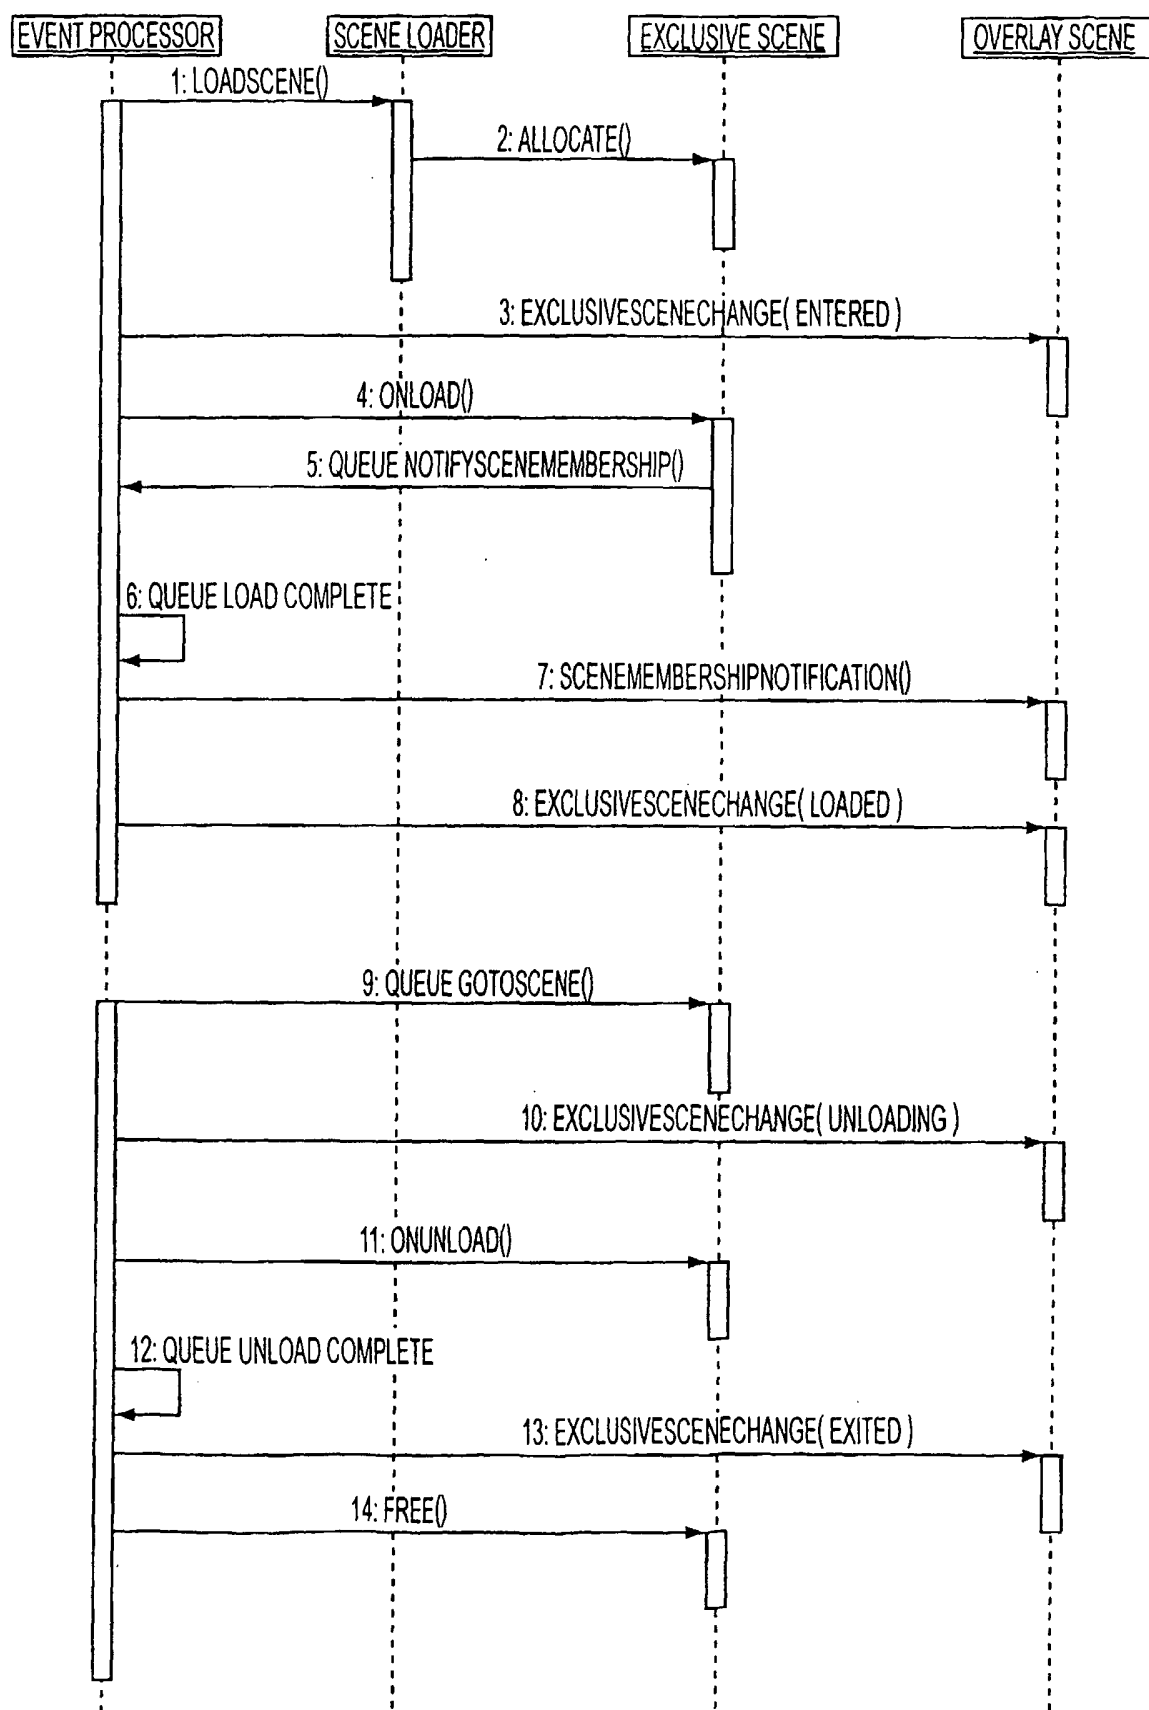 EVENT PROCESSOR
SCENE LOADER
EXCLUSIVE SCENE
OVERLAY SCENE
1: LOADSCENE()
2: ALLOCATE()
3: EXCLUSIVESCENECHANGE( ENTERED )
4: ONLOAD()
5: QUEUE NOTIFYSCENEMEMBERSHIP()
6: QUEUE LOAD COMPLETE
7: SCENEMEMBERSHIPNOTIFICATION()
8: EXCLUSIVESCENECHANGE( LOADED )
9: QUEUE GOTOSCENE()
10: EXCLUSIVESCENECHANGE( UNLOADING )
11: ONUNLOAD()
12: QUEUE UNLOAD COMPLETE
13: EXCLUSIVESCENECHANGE( EXITED )
14: FREE()